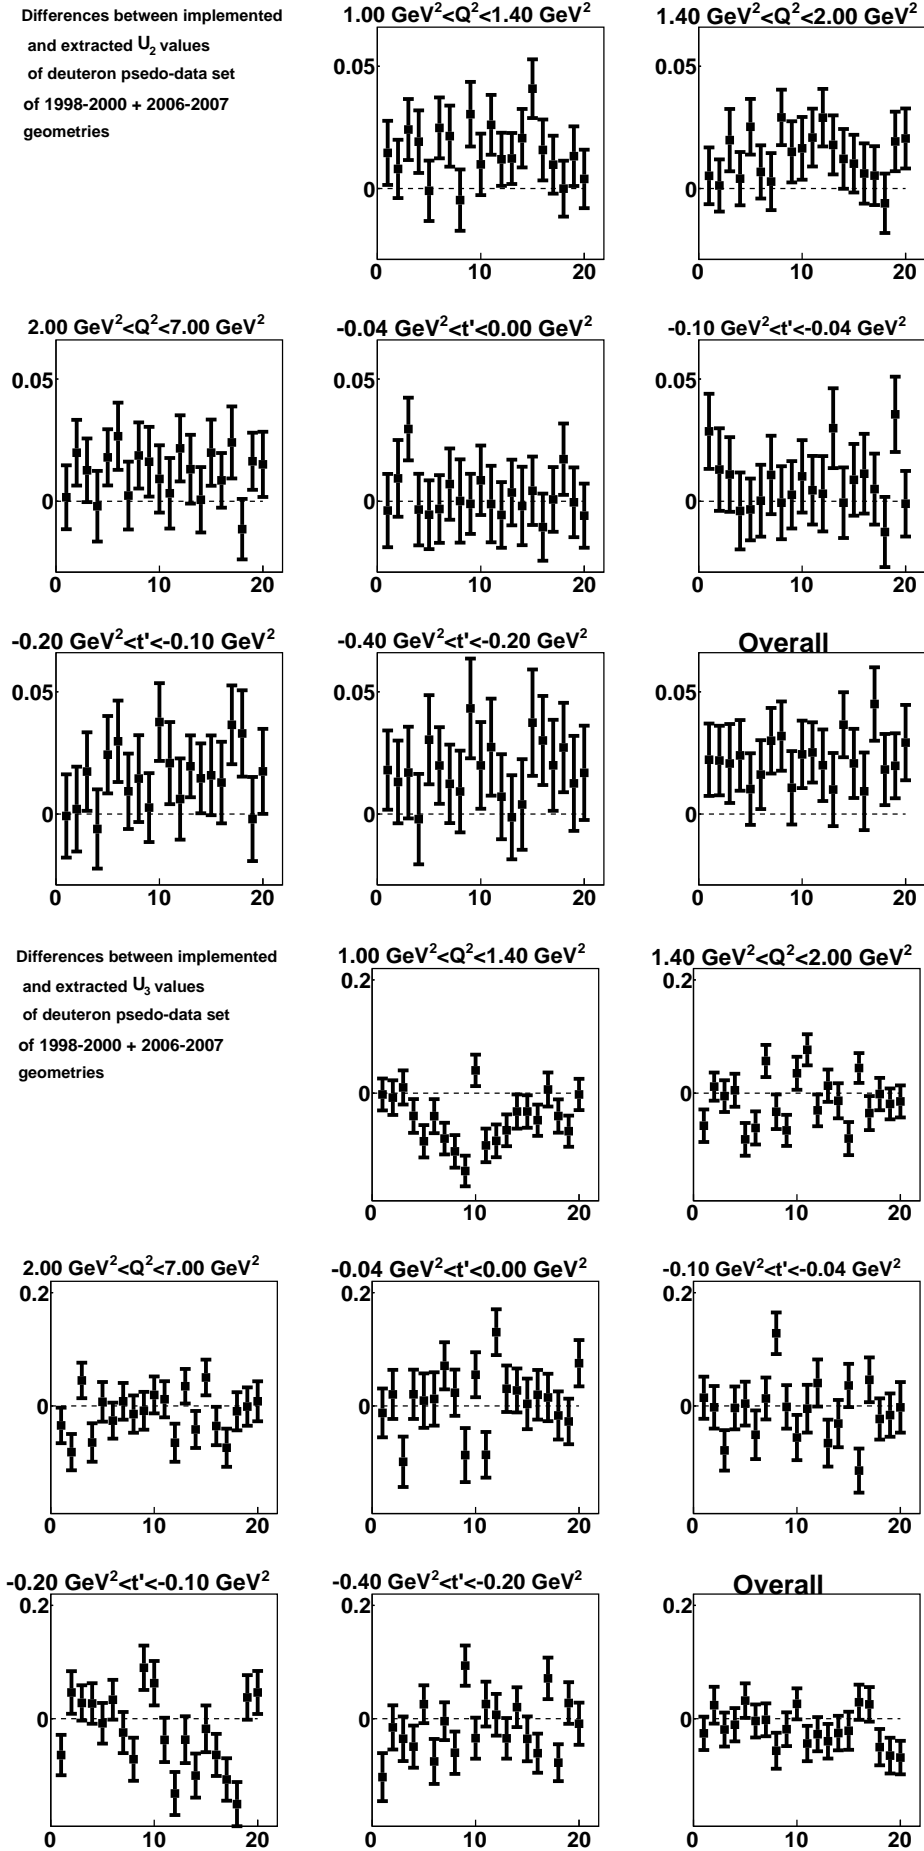 Differences between implemented
and extracted U₂ values
of deuteron psedo-data set
of 1998-2000 + 2006-2007
geometries
1.00 GeV²<Q²<1.40 GeV²
0.05
0
0 10 20
1.40 GeV²<Q²<2.00 GeV²
0.05
0
0 10 20
2.00 GeV²<Q²<7.00 GeV²
0.05
0
0 10 20
-0.04 GeV²<t'<0.00 GeV²
0.05
0
0 10 20
-0.10 GeV²<t'<-0.04 GeV²
0.05
0
0 10 20
-0.20 GeV²<t'<-0.10 GeV²
0.05
0
0 10 20
-0.40 GeV²<t'<-0.20 GeV²
0.05
0
0 10 20
Overall
0.05
0
0 10 20
Differences between implemented
and extracted U₃ values
of deuteron psedo-data set
of 1998-2000 + 2006-2007
geometries
1.00 GeV²<Q²<1.40 GeV²
0.2
0
0 10 20
1.40 GeV²<Q²<2.00 GeV²
0.2
0
0 10 20
2.00 GeV²<Q²<7.00 GeV²
0.2
0
0 10 20
-0.04 GeV²<t'<0.00 GeV²
0.2
0
0 10 20
-0.10 GeV²<t'<-0.04 GeV²
0.2
0
0 10 20
-0.20 GeV²<t'<-0.10 GeV²
0.2
0
0 10 20
-0.40 GeV²<t'<-0.20 GeV²
0.2
0
0 10 20
Overall
0.2
0
0 10 20